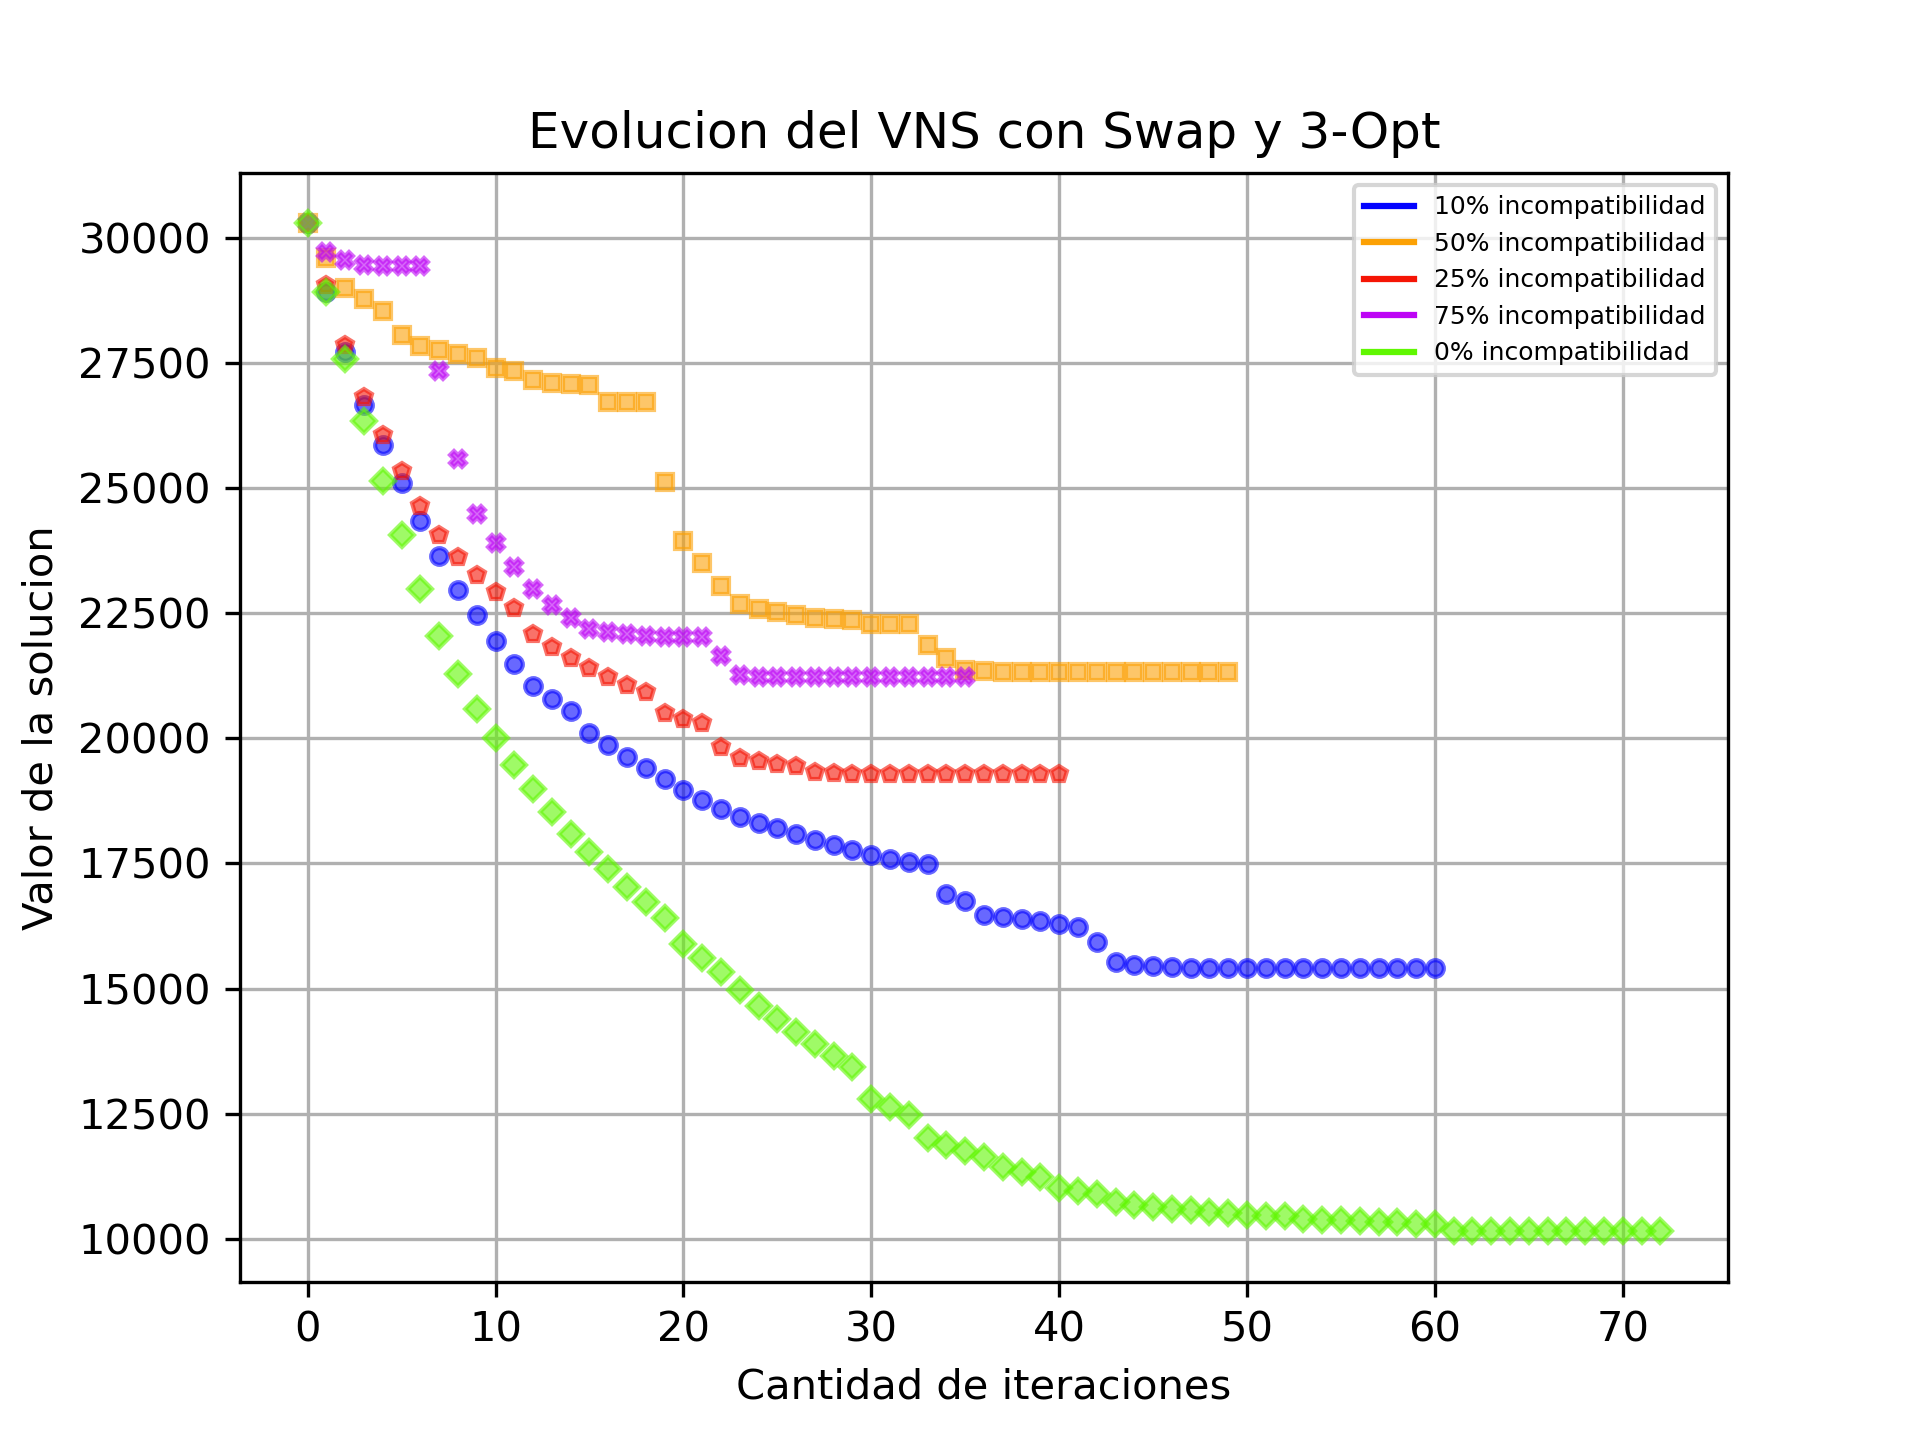 Evolucion del VNS con Swap y 3-Opt
10% incompatibilidad
50% incompatibilidad
25% incompatibilidad
75% incompatibilidad
0% incompatibilidad
Valor de la solucion
30000
27500
25000
22500
20000
17500
15000
12500
10000
0 10 20 30 40 50 60 70
Cantidad de iteraciones